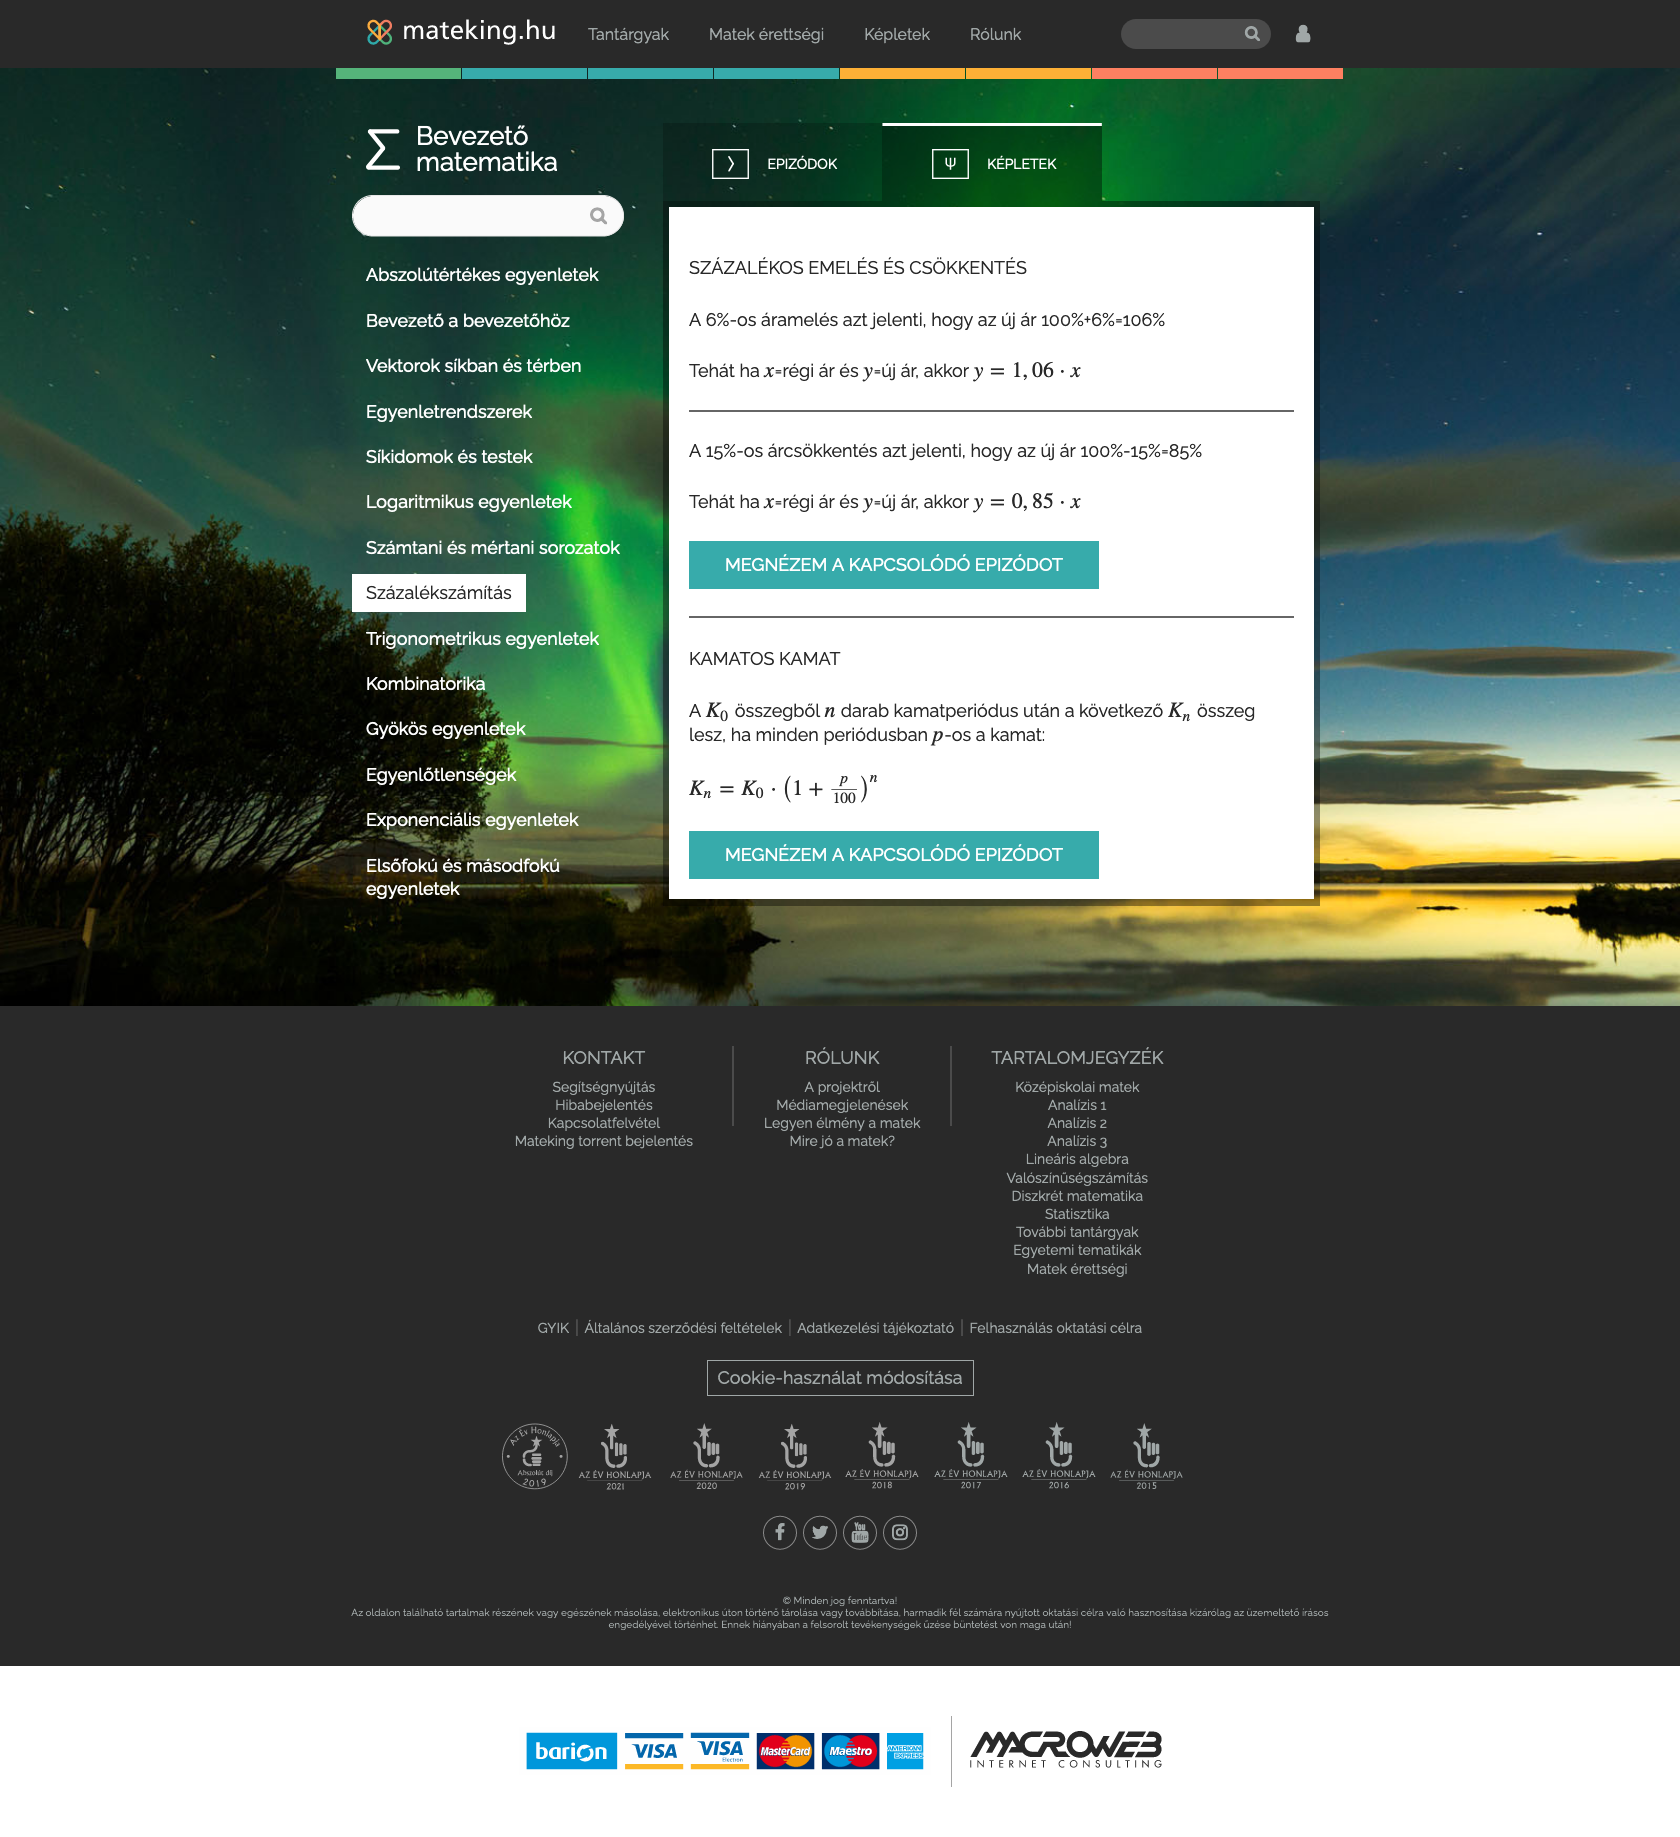 mateking.hu
Tantárgyak
Matek érettségi
Képletek
Rólunk
Σ Bevezető
matematika
Abszolútértékes egyenletek
Bevezető a bevezetőhöz
Vektorok síkban és térben
Egyenletrendszerek
Síkidomok és testek
Logaritmikus egyenletek
Számtani és mértani sorozatok
Százalékszámítás
Trigonometrikus egyenletek
Kombinatorika
Gyökös egyenletek
Egyenlőtlenségek
Exponenciális egyenletek
Elsőfokú és másodfokú
egyenletek
EPIZÓDOK
Ψ KÉPLETEK
SZÁZALÉKOS EMELÉS ÉS CSÖKKENTÉS
A 6%-os áramelés azt jelenti, hogy az új ár 100%+6%=106%
Tehát ha x=régi ár és y=új ár, akkor y = 1,06 · x
A 15%-os árcsökkentés azt jelenti, hogy az új ár 100%-15%=85%
Tehát ha x=régi ár és y=új ár, akkor y = 0,85 · x
MEGNÉZEM A KAPCSOLÓDÓ EPIZÓDOT
KAMATOS KAMAT
A K₀ összegből n darab kamatperiódus után a következő Kₙ összeg
lesz, ha minden periódusban p-os a kamat:
Kₙ = K₀ · (1 + p/100)ⁿ
MEGNÉZEM A KAPCSOLÓDÓ EPIZÓDOT
KONTAKT
Segítségnyújtás
Hibabejelentés
Kapcsolatfelvétel
Mateking torrent bejelentés
RÓLUNK
A projektről
Médiamegjelenések
Legyen élmény a matek
Mire jó a matek?
TARTALOMJEGYZÉK
Középiskolai matek
Analízis 1
Analízis 2
Analízis 3
Lineáris algebra
Valószínűségszámítás
Diszkrét matematika
Statisztika
További tantárgyak
Egyetemi tematikák
Matek érettségi
GYIK
Általános szerződési feltételek
Adatkezelési tájékoztató
Felhasználás oktatási célra
Cookie-használat módosítása
Az Év Honlapja
Abszolút díj
2019
AZ ÉV HONLAPJA
2021
AZ ÉV HONLAPJA
2020
AZ ÉV HONLAPJA
2019
AZ ÉV HONLAPJA
2018
AZ ÉV HONLAPJA
2017
AZ ÉV HONLAPJA
2016
AZ ÉV HONLAPJA
2015
You
Tube
© Minden jog fenntartva!
Az oldalon található tartalmak részének vagy egészének másolása, elektronikus úton történő tárolása vagy továbbítása, harmadik fél számára nyújtott oktatási célra való hasznosítása kizárólag az üzemeltető írásos
engedélyével történhet. Ennek hiányában a felsorolt tevékenységek űzése büntetést von maga után!
barion
VISA
VISA
Electron
MasterCard
Maestro
AMERICAN
EXPRESS
MACROWEB
INTERNET CONSULTING